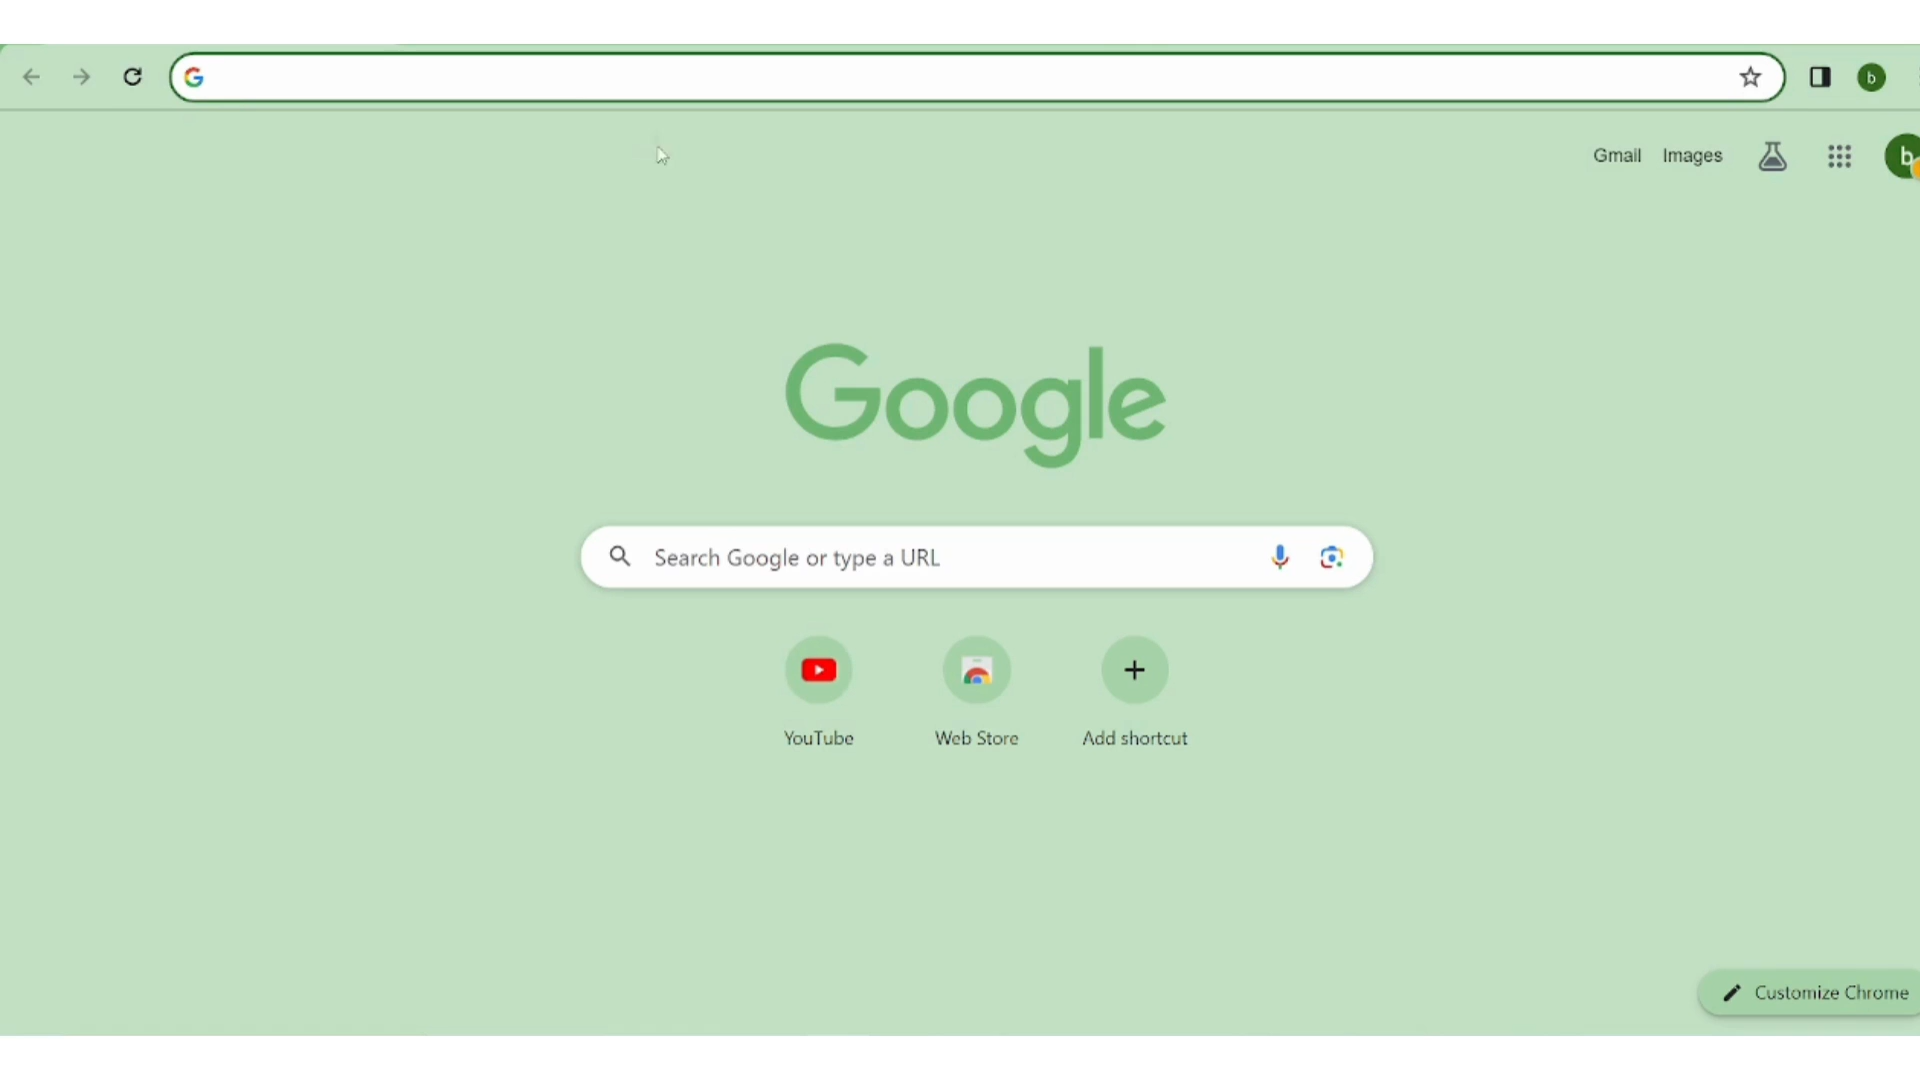 b
Gmail Images
b
Google
Search Google or type a URL
YouTube Web Store Add shortcut
Customize Chrome